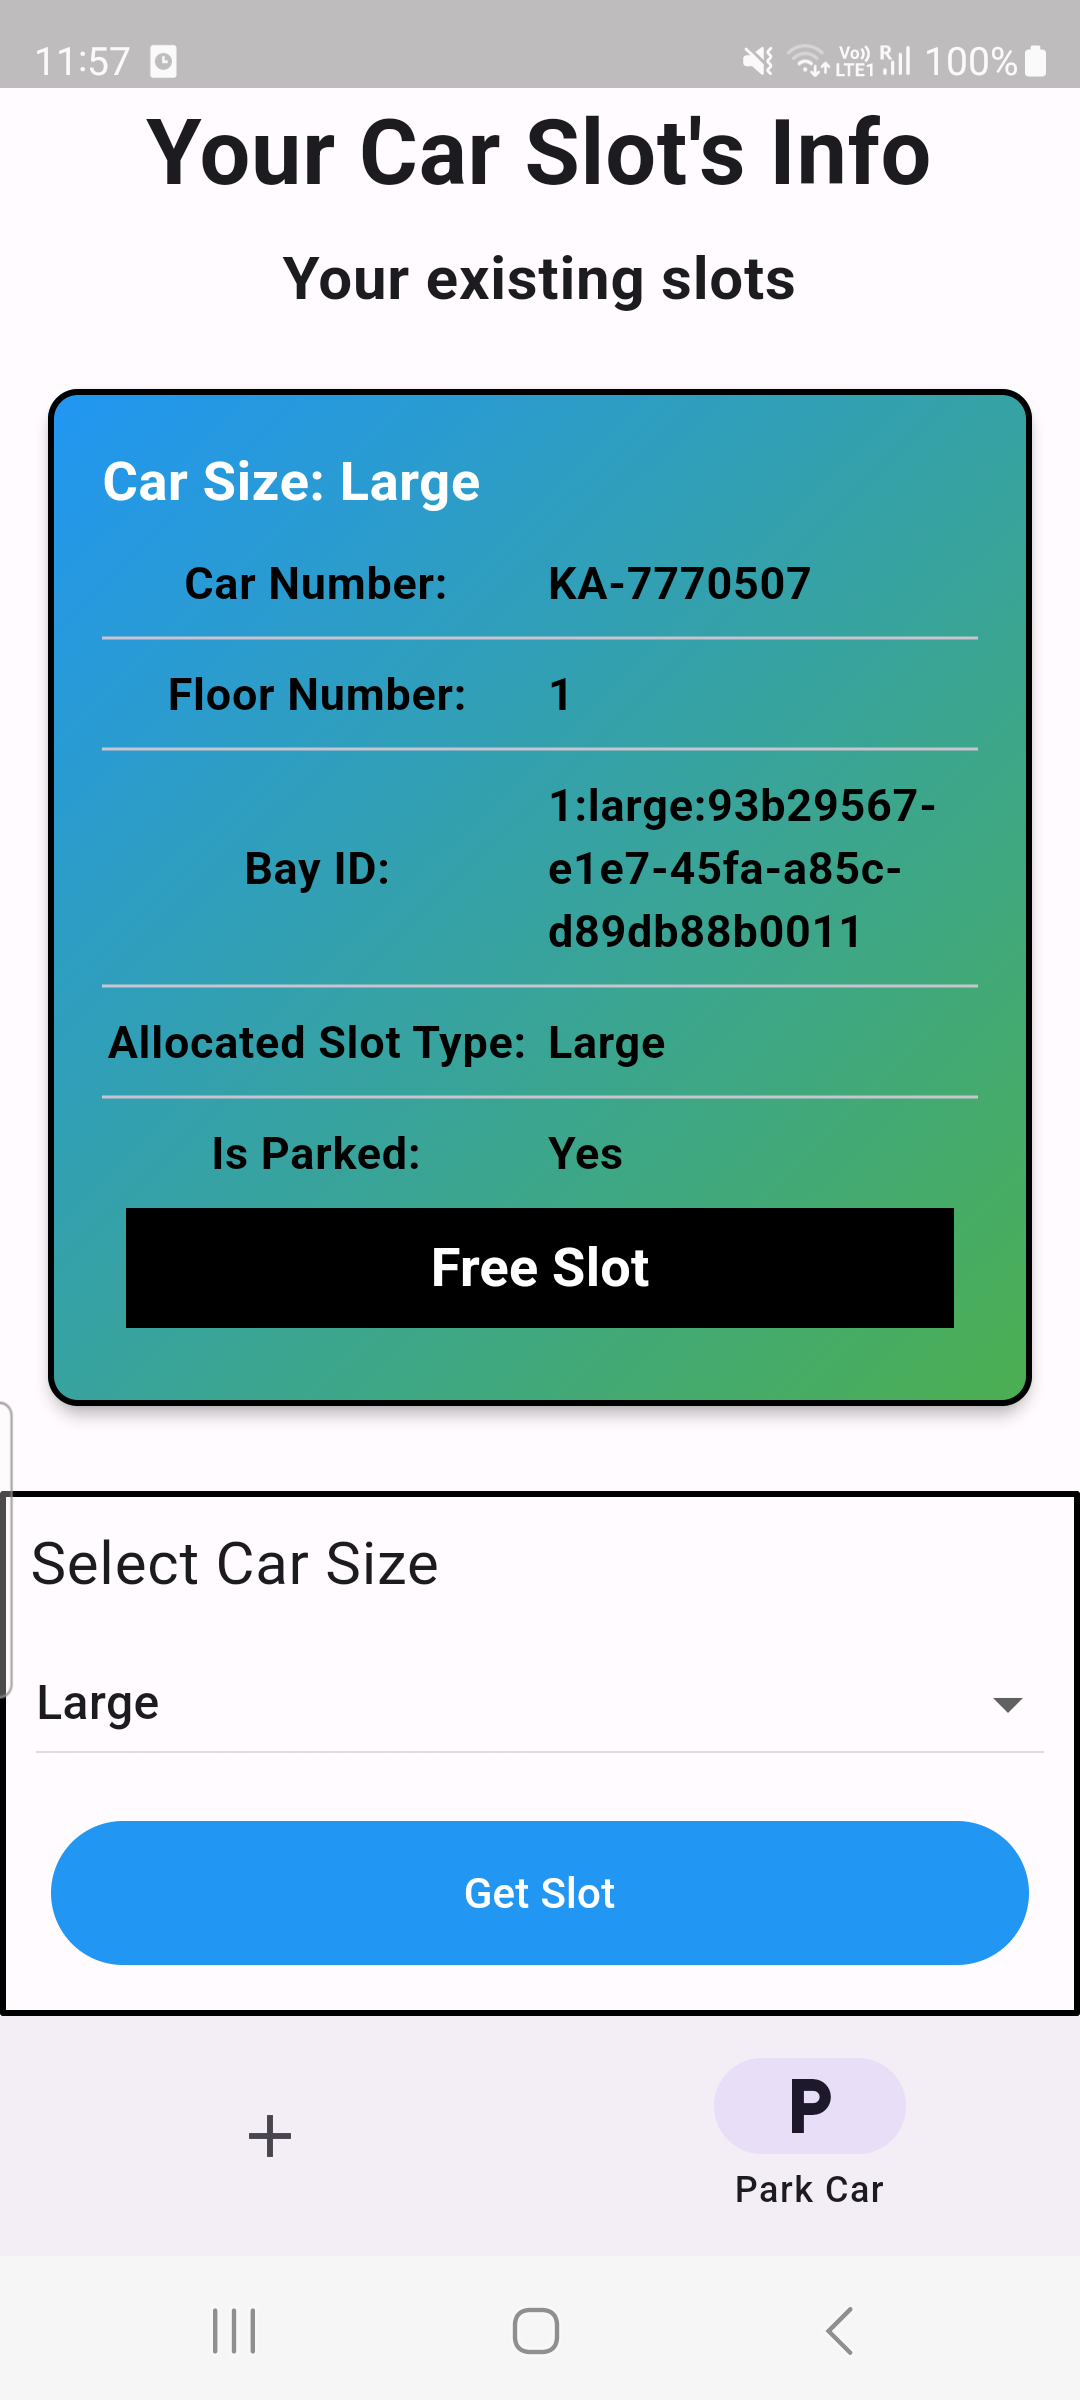 11:57
Vo)) R
LTE1
100%
Your Car Slot's Info
Your existing slots
Car Size: Large
Car Number: KA-7770507
Floor Number: 1
Bay ID: 1:large:93b29567-
e1e7-45fa-a85c-
d89db88b0011
Allocated Slot Type: Large
Is Parked: Yes
Free Slot
Select Car Size
Large
Get Slot
P
Park Car